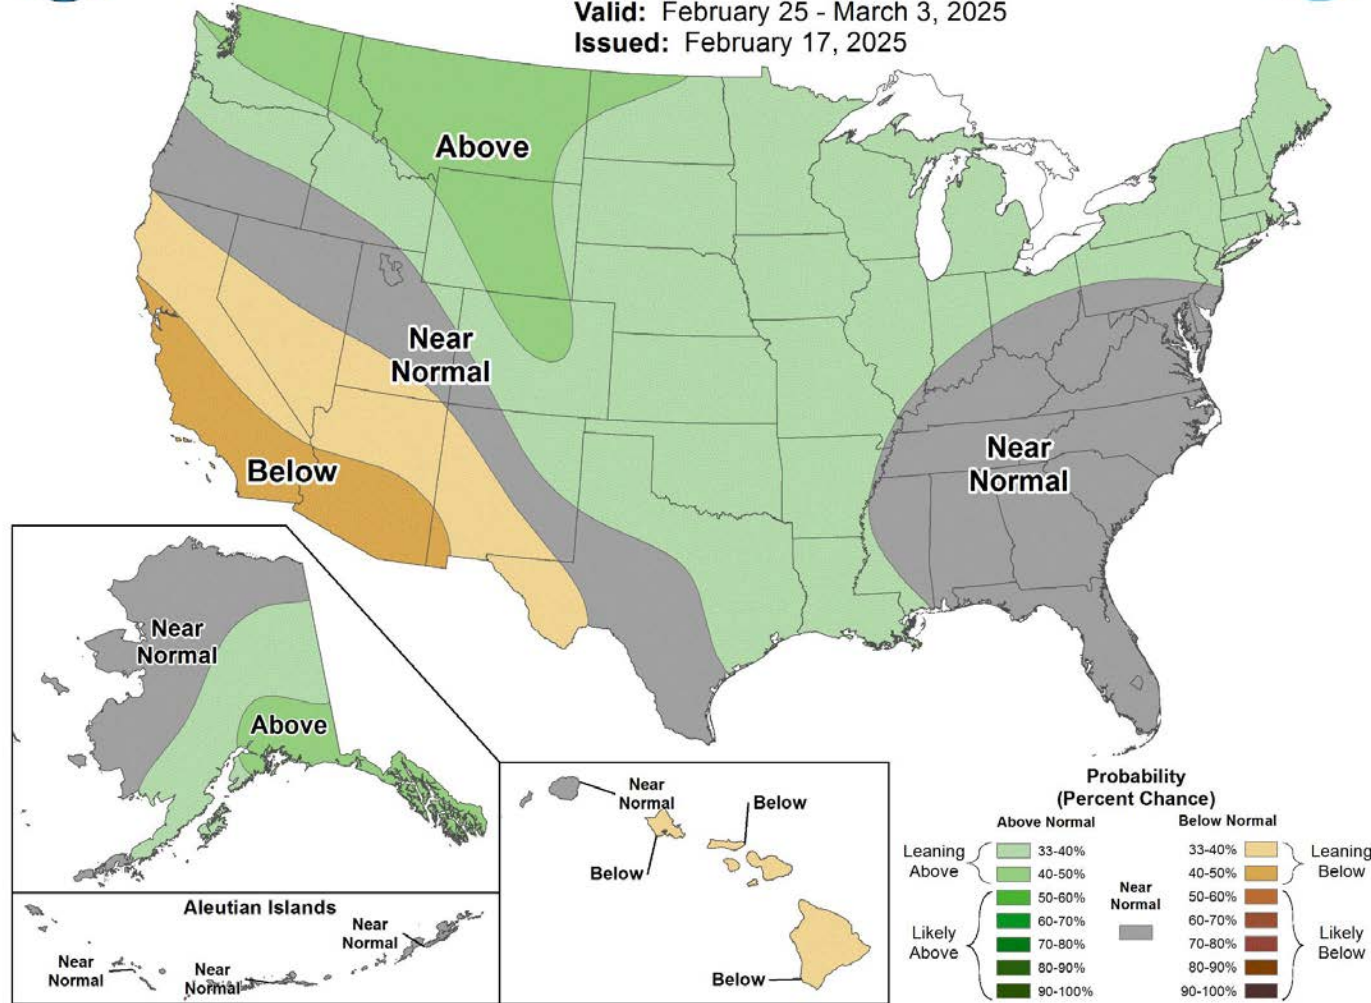 Valid: February 25 - March 3, 2025
Issued: February 17, 2025
Above
Near
Normal
Below
Near
Normal
Near
Normal
Above
Aleutian Islands
Near
Normal
Near
Normal
Near
Normal
Near
Normal
Below
Below
Below
Probability
(Percent Chance)
Above Normal
Below Normal
Leaning
Above
33-40%
40-50%
50-60%
60-70%
70-80%
80-90%
90-100%
Likely
Above
Near
Normal
33-40%
40-50%
50-60%
60-70%
70-80%
80-90%
90-100%
Leaning
Below
Likely
Below